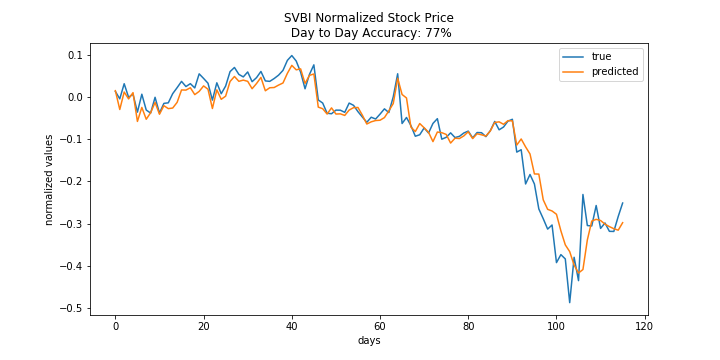 SVBI Normalized Stock Price
Day to Day Accuracy: 77%
true
predicted
0.1
0.0
−0.1
−0.2
−0.3
−0.4
−0.5
normalized values
0
20
40
60
80
100
120
days